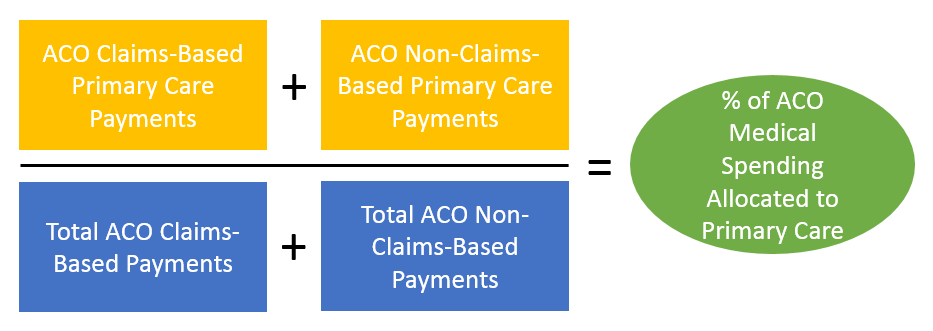 ACO Claims-Based
Primary Care
Payments
+
ACO Non-Claims-
Based Primary Care
Payments
Total ACO Claims-
Based Payments
+
Total ACO Non-
Claims-Based
Payments
=
% of ACO
Medical
Spending
Allocated to
Primary Care